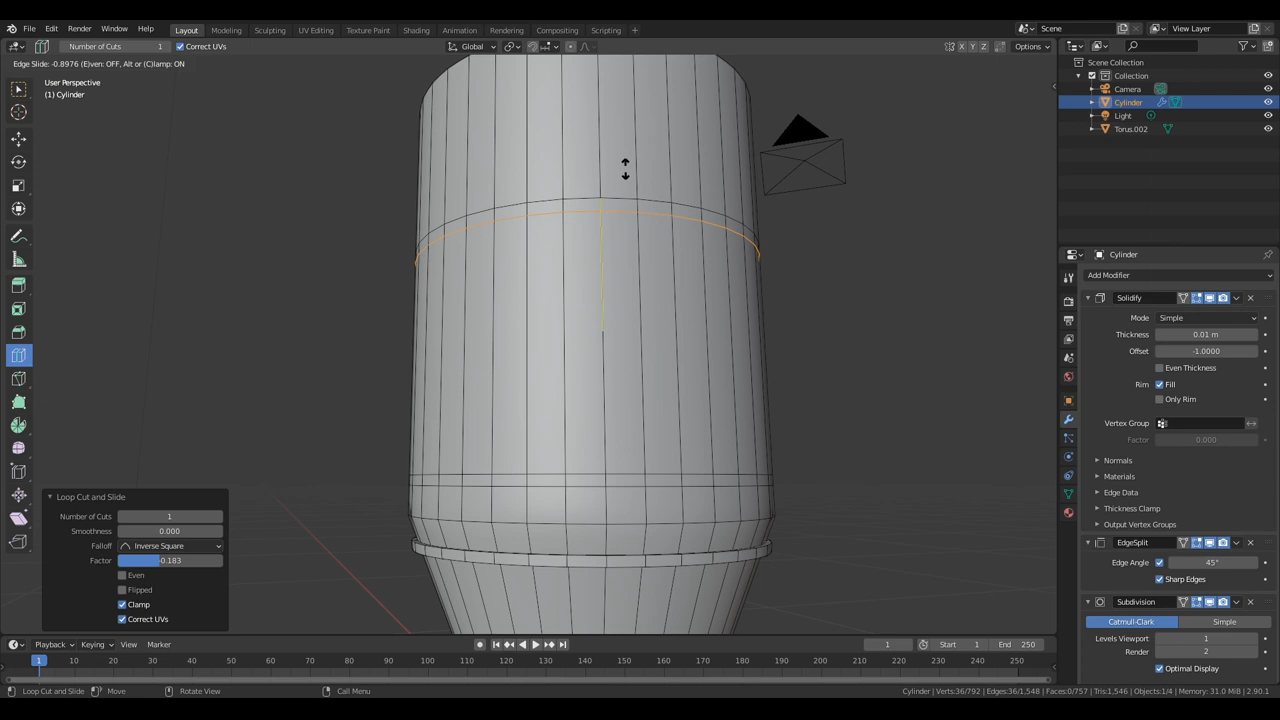 File Edit Render Window Help Layout Modeling Sculpting UV Editing Texture Paint Shading Animation Rendering Compositing Scripting + Scene View Layer
Number of Cuts 1 Correct UVs Global X Y Z Options
Edge Slide: -0.8976 (E)ven: OFF, Alt or (C)lamp: ON
Scene Collection
User Perspective
(1) Cylinder
Collection
Camera
Cylinder
Light
Torus.002
Cylinder
Add Modifier
Solidify
Mode Simple
Thickness 0.01 m
Offset -1.0000
Even Thickness
Rim Fill
Only Rim
Vertex Group
Factor 0.000
Normals
Materials
Edge Data
Thickness Clamp
Output Vertex Groups
EdgeSplit
Edge Angle 45°
Sharp Edges
Subdivision
Catmull-Clark Simple
Levels Viewport 1
Render 2
Optimal Display
Loop Cut and Slide
Number of Cuts 1
Smoothness 0.000
Falloff Inverse Square
Factor -0.183
Even
Flipped
Clamp
Correct UVs
Playback Keying View Marker 1 Start 1 End 250
1 10 20 30 40 50 60 70 80 90 100 110 120 130 140 150 160 170 180 190 200 210 220 230 240 250
Loop Cut and Slide Move Rotate View Call Menu Cylinder | Verts:36/792 | Edges:36/1,548 | Faces:0/757 | Tris:1,546 | Objects:1/4 | Memory: 31.0 MiB | 2.90.1